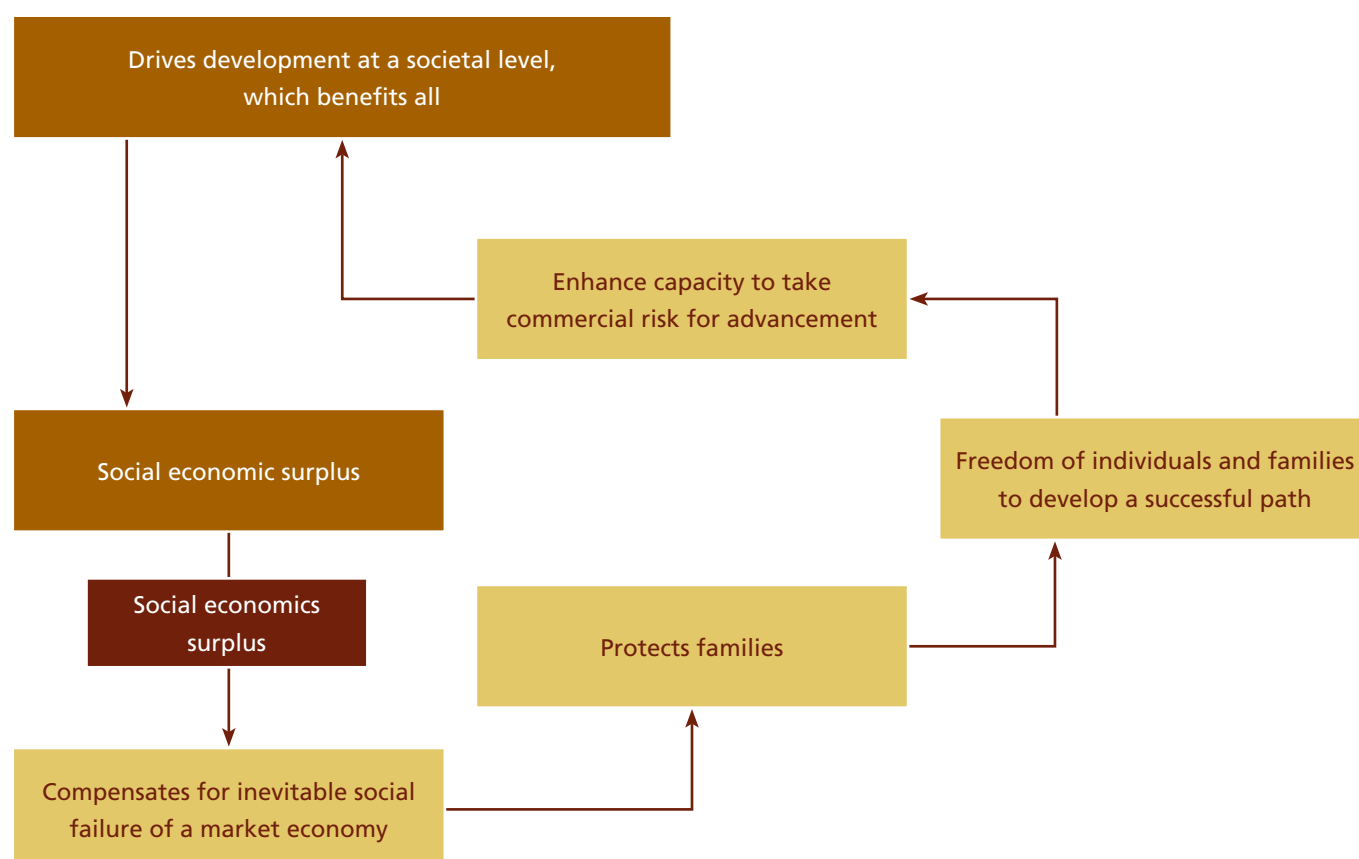 Drives development at a societal level,
which benefits all
Enhance capacity to take
commercial risk for advancement
Social economic surplus
Freedom of individuals and families
to develop a successful path
Social economics
surplus
Protects families
Compensates for inevitable social
failure of a market economy